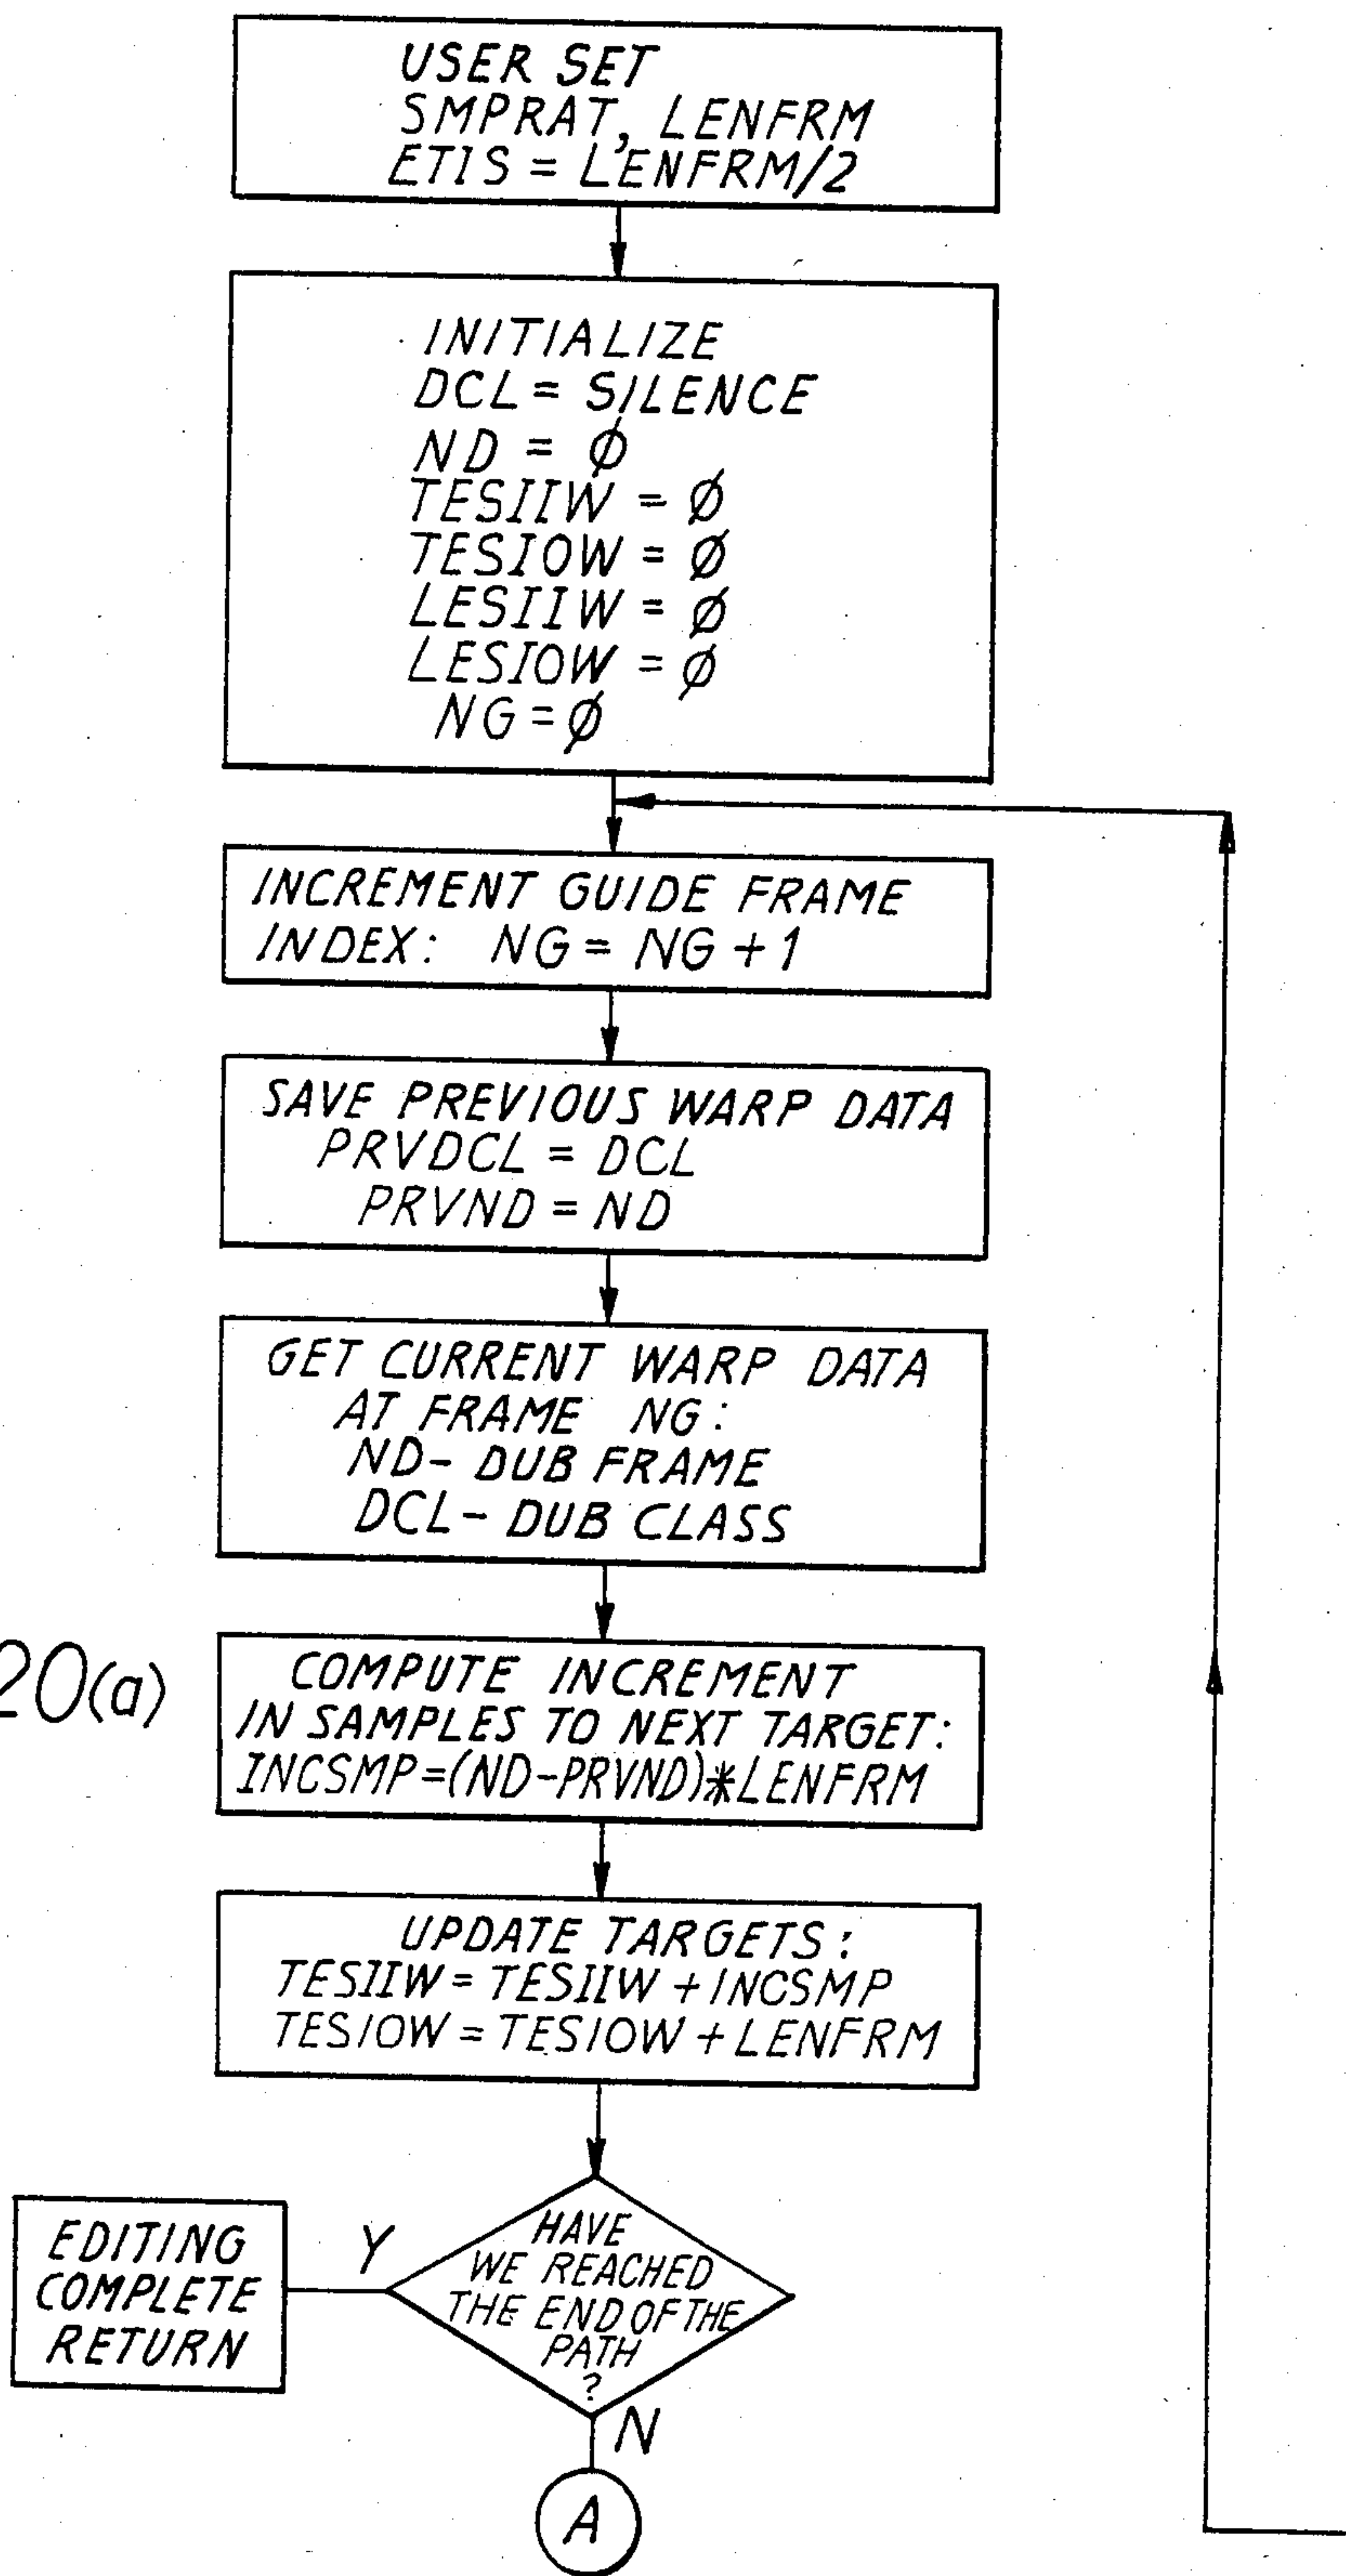 USER SET
SMPRAT, LENFRM
ETIS = LENFRM/2
INITIALIZE
DCL = SILENCE
ND = Ø
TESIIW = Ø
TESIOW = Ø
LESIIW = Ø
LESIOW = Ø
NG = Ø
INCREMENT GUIDE FRAME
INDEX: NG = NG + 1
SAVE PREVIOUS WARP DATA
PRVDCL = DCL
PRVND = ND
GET CURRENT WARP DATA
AT FRAME NG:
ND- DUB FRAME
DCL- DUB CLASS
20(a)
COMPUTE INCREMENT
IN SAMPLES TO NEXT TARGET:
INCSMP=(ND-PRVND)*LENFRM
UPDATE TARGETS:
TESIIW = TESIIW + INCSMP
TESIOW = TESIOW + LENFRM
HAVE
WE REACHED
THE END OF THE
PATH
?
Y
EDITING
COMPLETE
RETURN
N
A